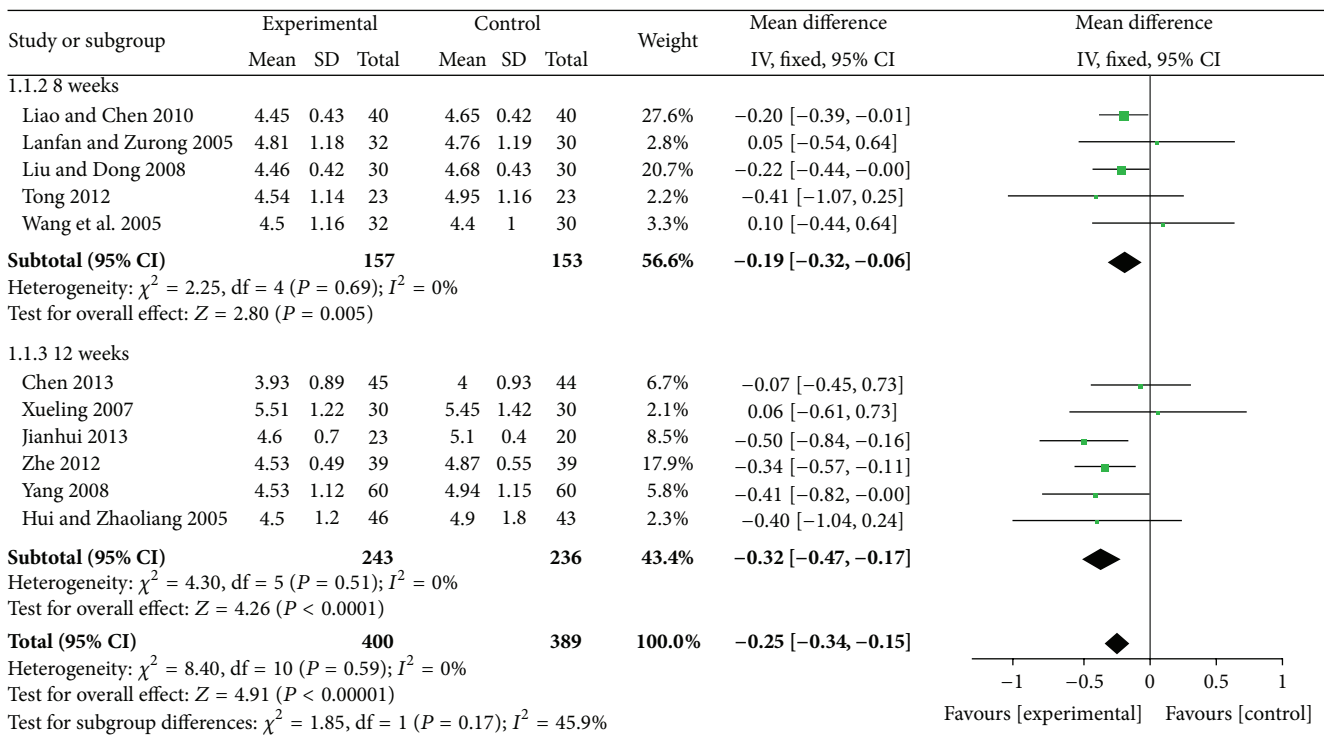 Study or subgroup Experimental Control Weight Mean difference Mean difference
Mean SD Total Mean SD Total IV, fixed, 95% CI IV, fixed, 95% CI
1.1.2 8 weeks
Liao and Chen 2010 4.45 0.43 40 4.65 0.42 40 27.6% −0.20 [−0.39, −0.01]
Lanfan and Zurong 2005 4.81 1.18 32 4.76 1.19 30 2.8% 0.05 [−0.54, 0.64]
Liu and Dong 2008 4.46 0.42 30 4.68 0.43 30 20.7% −0.22 [−0.44, −0.00]
Tong 2012 4.54 1.14 23 4.95 1.16 23 2.2% −0.41 [−1.07, 0.25]
Wang et al. 2005 4.5 1.16 32 4.4 1 30 3.3% 0.10 [−0.44, 0.64]
Subtotal (95% CI) 157 153 56.6% −0.19 [−0.32, −0.06]
Heterogeneity: χ² = 2.25, df = 4 (P = 0.69); I² = 0%
Test for overall effect: Z = 2.80 (P = 0.005)
1.1.3 12 weeks
Chen 2013 3.93 0.89 45 4 0.93 44 6.7% −0.07 [−0.45, 0.73]
Xueling 2007 5.51 1.22 30 5.45 1.42 30 2.1% 0.06 [−0.61, 0.73]
Jianhui 2013 4.6 0.7 23 5.1 0.4 20 8.5% −0.50 [−0.84, −0.16]
Zhe 2012 4.53 0.49 39 4.87 0.55 39 17.9% −0.34 [−0.57, −0.11]
Yang 2008 4.53 1.12 60 4.94 1.15 60 5.8% −0.41 [−0.82, −0.00]
Hui and Zhaoliang 2005 4.5 1.2 46 4.9 1.8 43 2.3% −0.40 [−1.04, 0.24]
Subtotal (95% CI) 243 236 43.4% −0.32 [−0.47, −0.17]
Heterogeneity: χ² = 4.30, df = 5 (P = 0.51); I² = 0%
Test for overall effect: Z = 4.26 (P < 0.0001)
Total (95% CI) 400 389 100.0% −0.25 [−0.34, −0.15]
Heterogeneity: χ² = 8.40, df = 10 (P = 0.59); I² = 0%
Test for overall effect: Z = 4.91 (P < 0.00001)
Test for subgroup differences: χ² = 1.85, df = 1 (P = 0.17); I² = 45.9%
−1 −0.5 0 0.5 1
Favours [experimental] Favours [control]